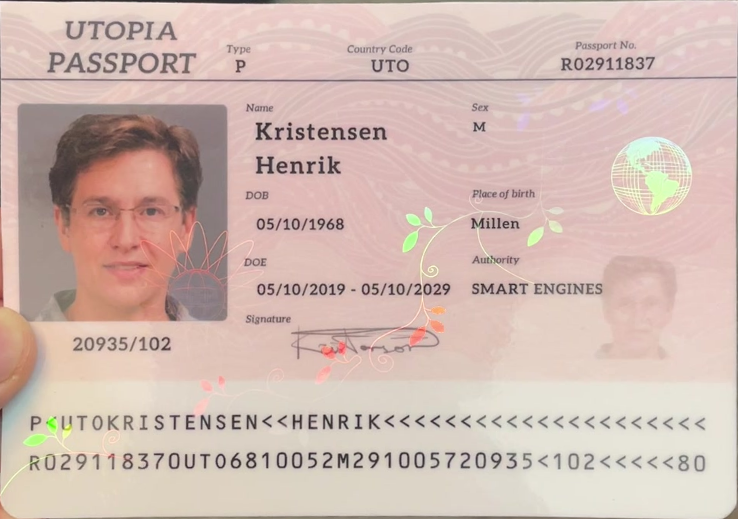 UTOPIA
PASSPORT
Type
P
Country Code
UTO
Passport No.
R02911837
Name
Kristensen
Henrik
Sex
M
DOB
05/10/1968
Place of birth
Millen
DOE
05/10/2019 - 05/10/2029
Authority
SMART ENGINES
Signature
20935/102
P<UTOKRISTENSEN<<HENRIK<<<<<<<<<<<<<<<<<<<<<
R029118370UTO6810052M291005720935<102<<<<<80